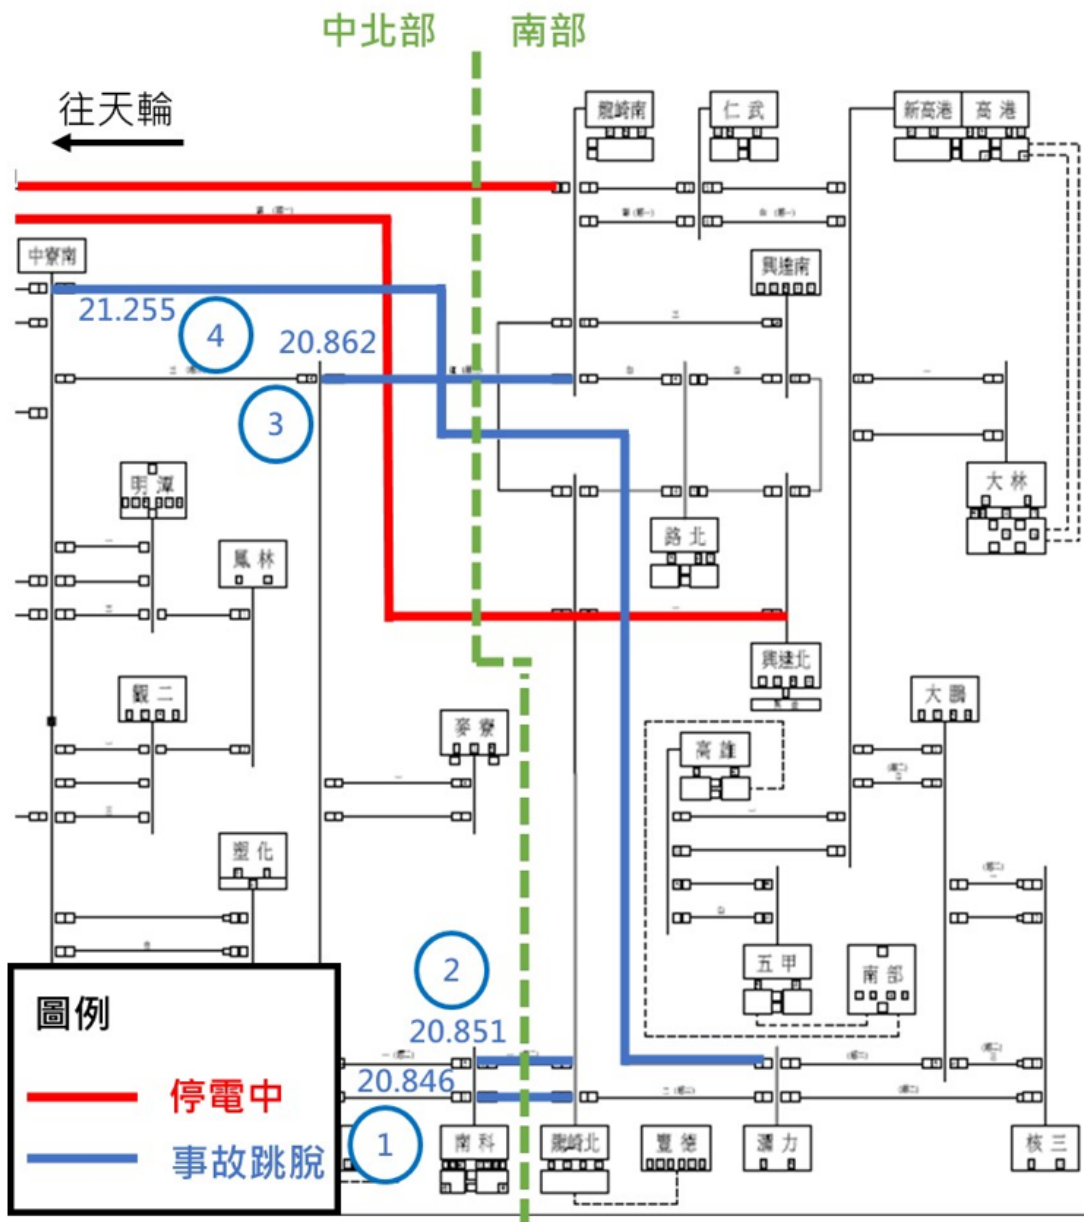 中北部 南部
往天輪
龍崎南 仁武 新高港 高港
中寮南 興達南
21.255
4 20.862
3
明潭
鳳林
大林
路北
興達北
觀二 大鵬
麥寮 高雄
塑化
2
五甲 南部
圖例
20.851
停電中
20.846
1
事故跳脫
南科 龍崎北 豐德 瀰力 核三